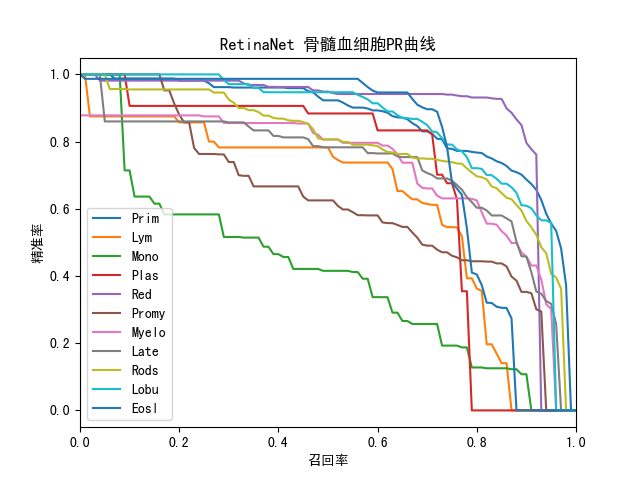 RetinaNet 骨髓血细胞PR曲线
精准率
1.0
0.8
0.6
0.4
0.2
0.0
Prim
Lym
Mono
Plas
Red
Promy
Myelo
Late
Rods
Lobu
Eosl
0.0 0.2 0.4 0.6 0.8 1.0
召回率